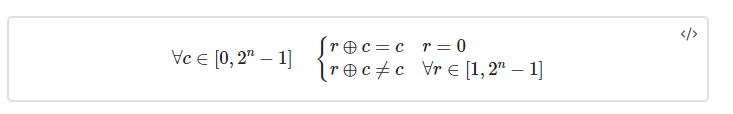 </>
∀c ∈ [0, 2ⁿ − 1] { r ⊕ c = c r = 0
r ⊕ c ≠ c ∀r ∈ [1, 2ⁿ − 1]